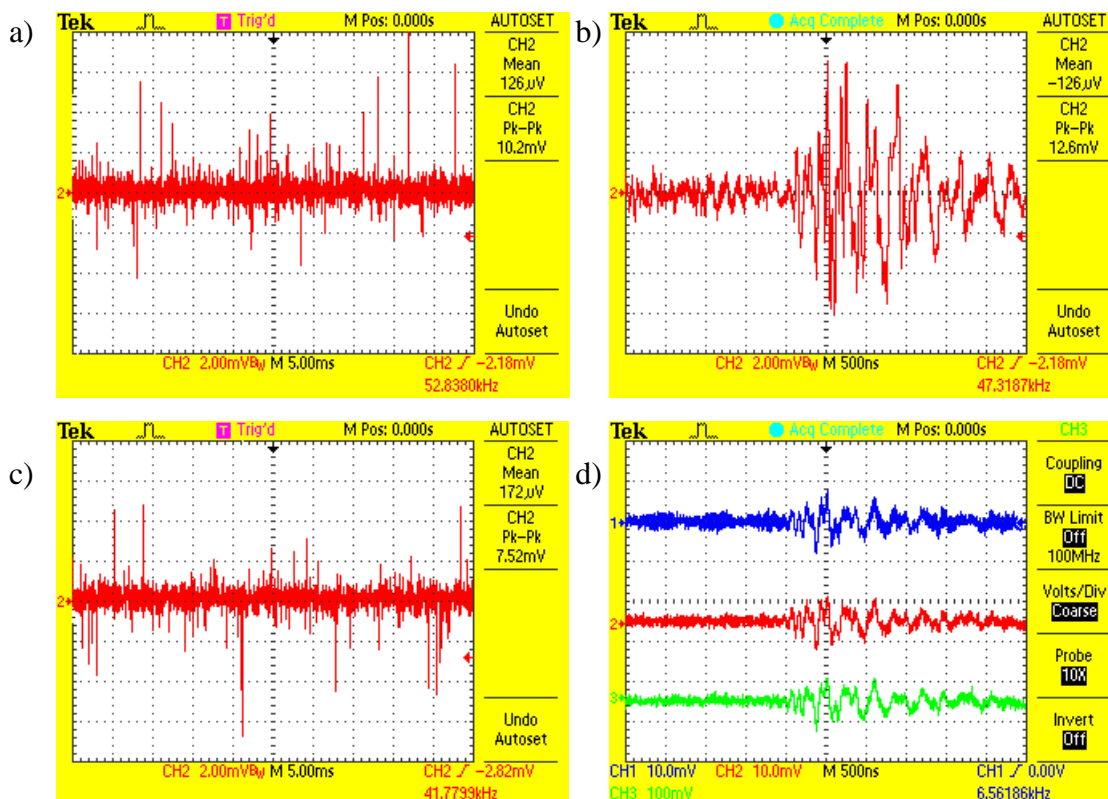 a)
Tek T Trig'd M Pos: 0.000s AUTOSET
CH2
Mean
126µV
CH2
Pk-Pk
10.2mV
2
Undo
Autoset
CH2 2.00mVBW M 5.00ms CH2 -2.18mV
52.8380kHz
b)
Tek Acq Complete M Pos: 0.000s AUTOSET
CH2
Mean
-126µV
CH2
Pk-Pk
12.6mV
2
Undo
Autoset
CH2 2.00mVBW M 500ns CH2 -2.18mV
47.3187kHz
c)
Tek T Trig'd M Pos: 0.000s AUTOSET
CH2
Mean
172µV
CH2
Pk-Pk
7.52mV
2
Undo
Autoset
CH2 2.00mVBW M 5.00ms CH2 -2.82mV
41.7799kHz
d)
Tek Acq Complete M Pos: 0.000s CH3
Coupling
DC
BW Limit
Off
100MHz
Volts/Div
Coarse
Probe
10X
Invert
Off
1
2
3
CH1 10.0mV CH2 10.0mV M 500ns CH1 0.00V
CH3 100mV 6.56186kHz